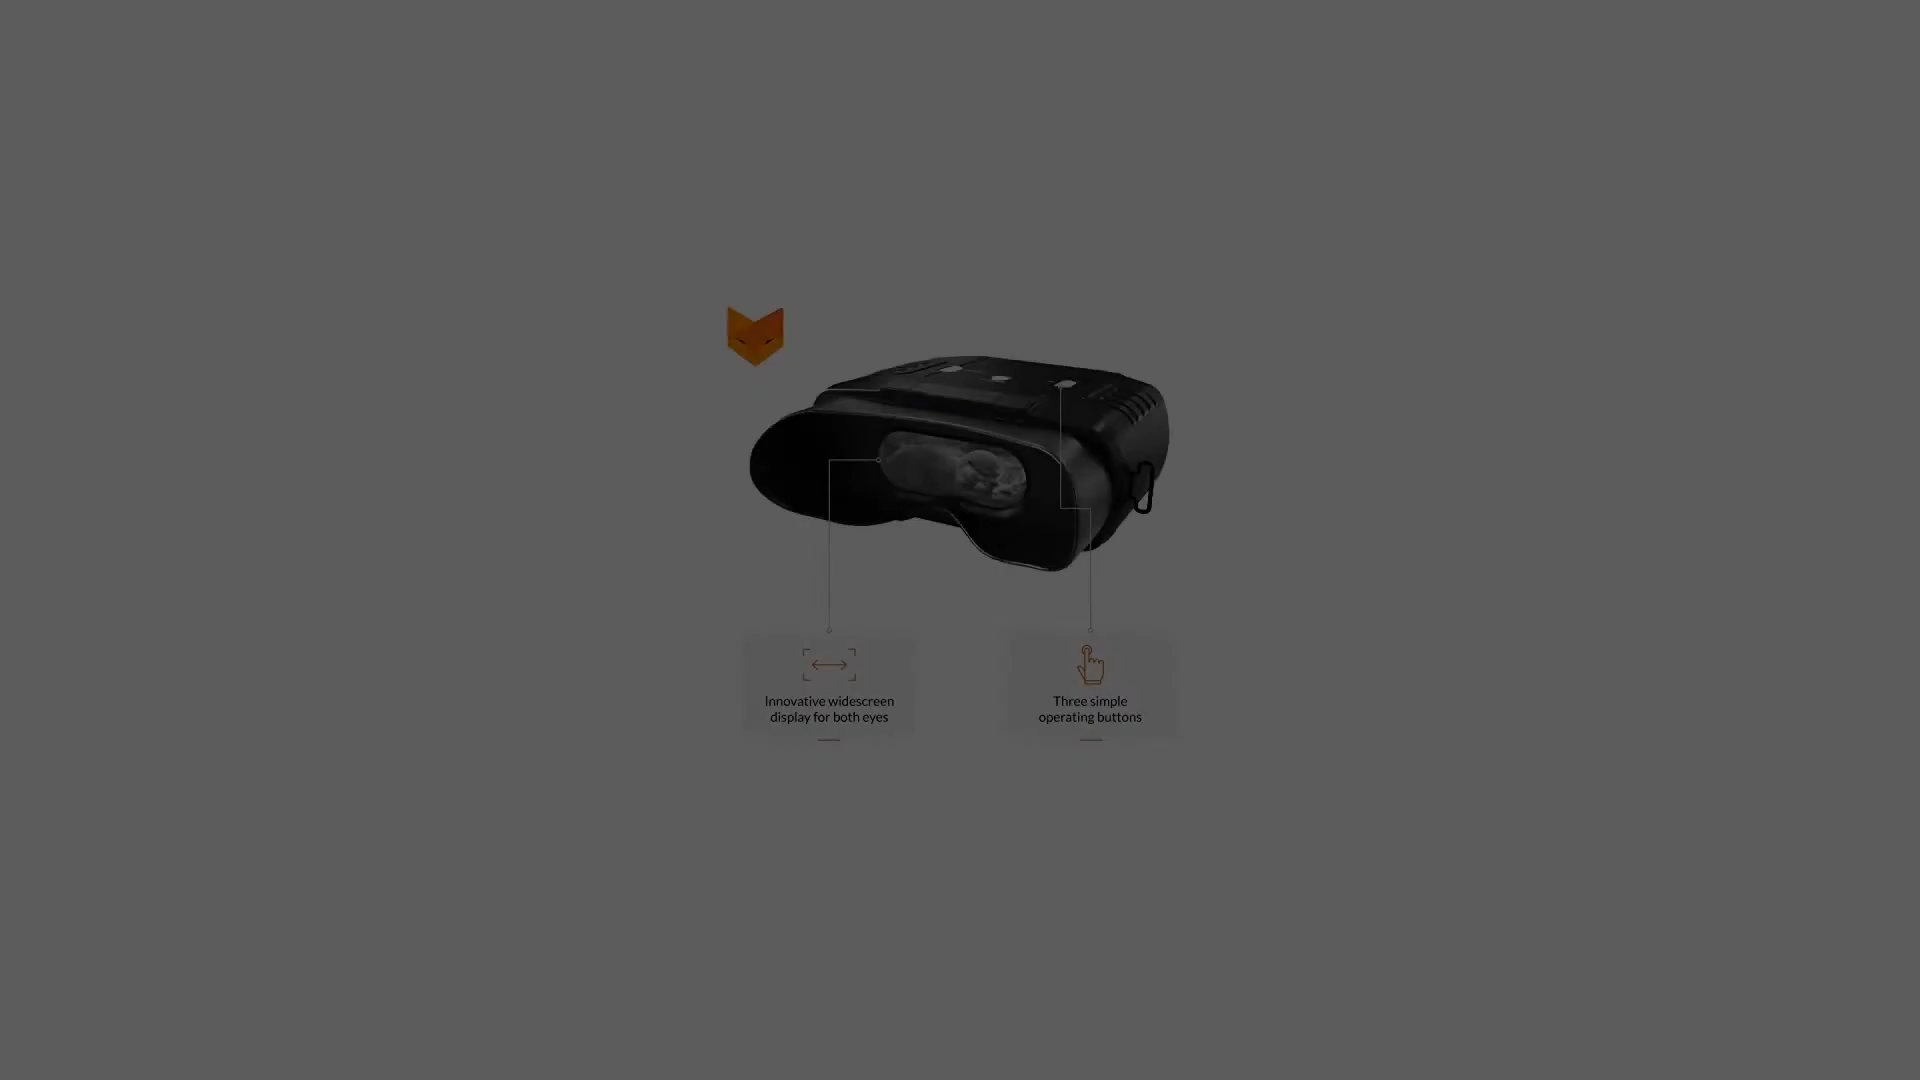 Innovative widescreen
display for both eyes
Three simple
operating buttons